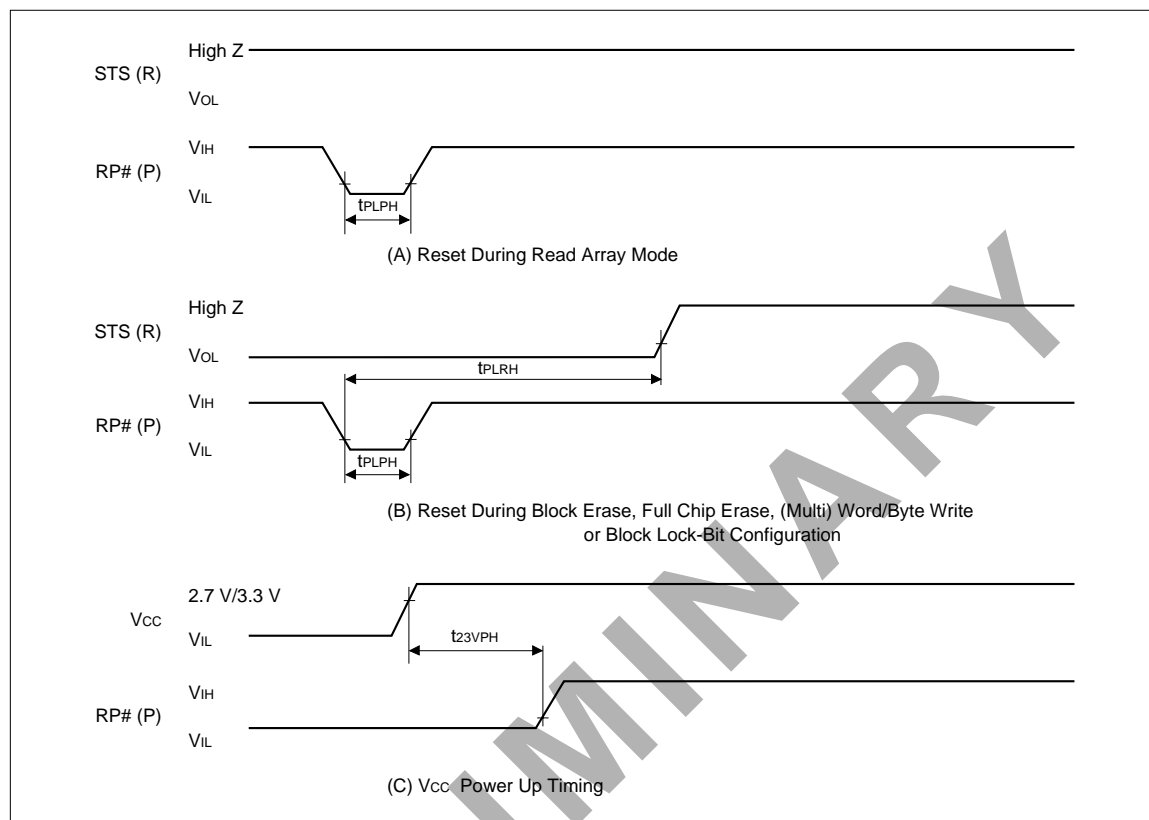 High Z
STS (R)
VOL
VIH
RP# (P)
VIL
tPLPH
(A) Reset During Read Array Mode
High Z
STS (R)
VOL
tPLRH
VIH
RP# (P)
VIL
tPLPH
(B) Reset During Block Erase, Full Chip Erase, (Multi) Word/Byte Write
or Block Lock-Bit Configuration
2.7 V/3.3 V
VCC
VIL
t23VPH
VIH
RP# (P)
VIL
(C) VCC Power Up Timing
IMINARY